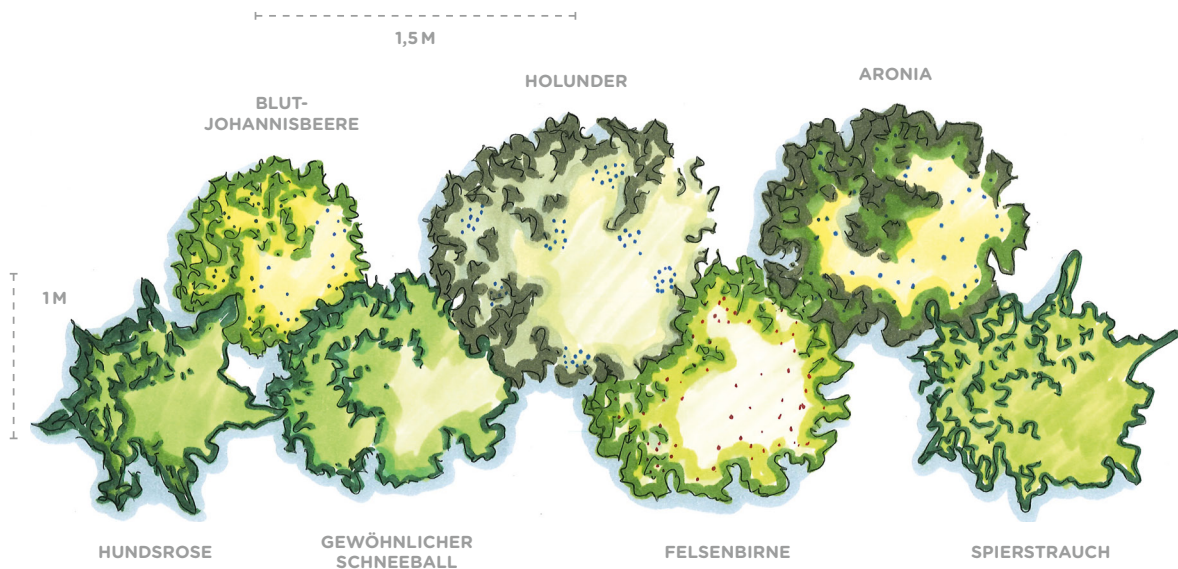 1,5 M
HOLUNDER
ARONIA
BLUT-
JOHANNISBEERE
1 M
HUNDSROSE
GEWÖHNLICHER
SCHNEEBALL
FELSENBIRNE
SPIERSTRAUCH